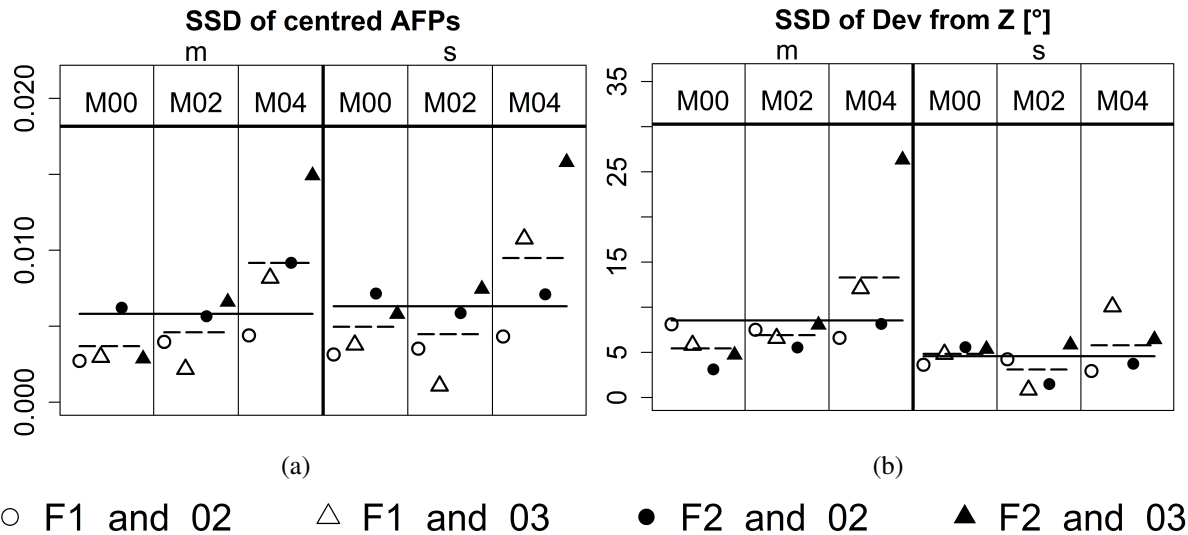 SSD of centred AFPs
m s
M00 M02 M04 M00 M02 M04
0.020
0.010
0.000
(a)
SSD of Dev from Z [°]
m s
M00 M02 M04 M00 M02 M04
35
25
15
5
0
(b)
F1 and 02 F1 and 03 F2 and 02 F2 and 03